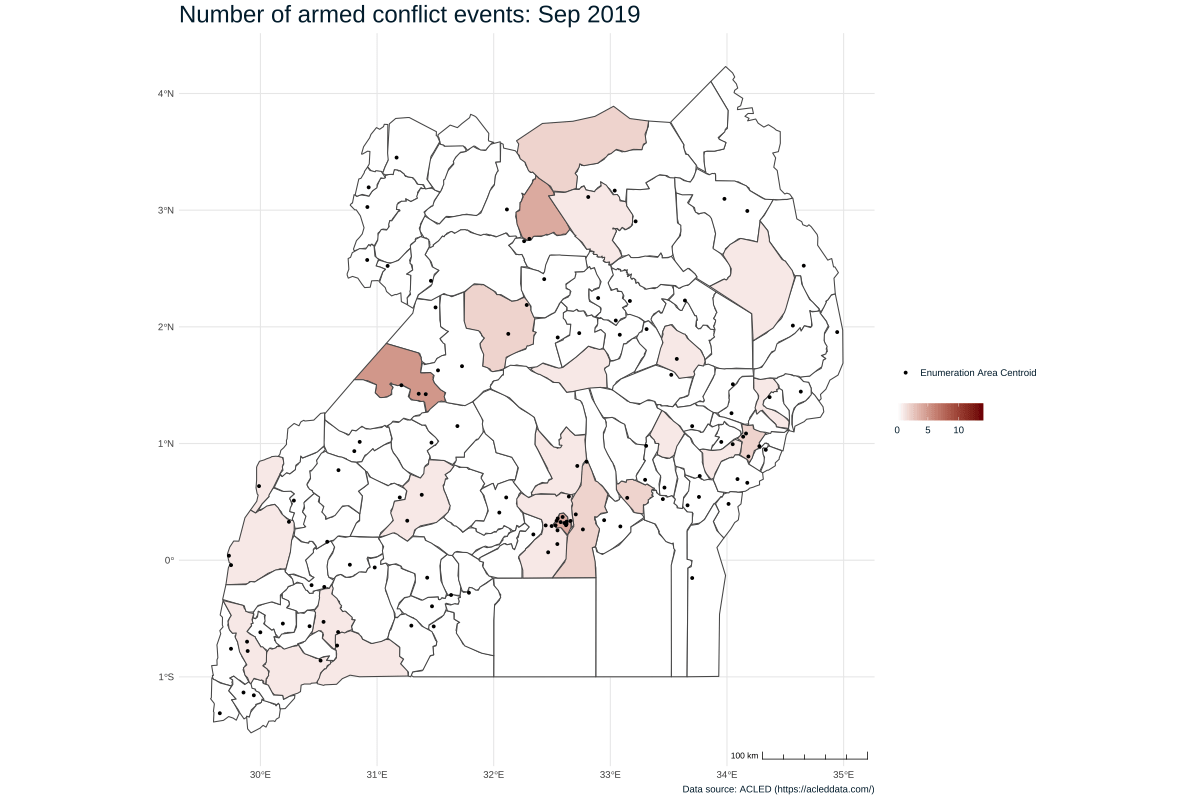 Number of armed conflict events: Sep 2019
4°N
3°N
2°N
1°N
0°
1°S
30°E
31°E
32°E
33°E
34°E
35°E
Enumeration Area Centroid
0 5 10
100 km
Data source: ACLED (https://acleddata.com/)